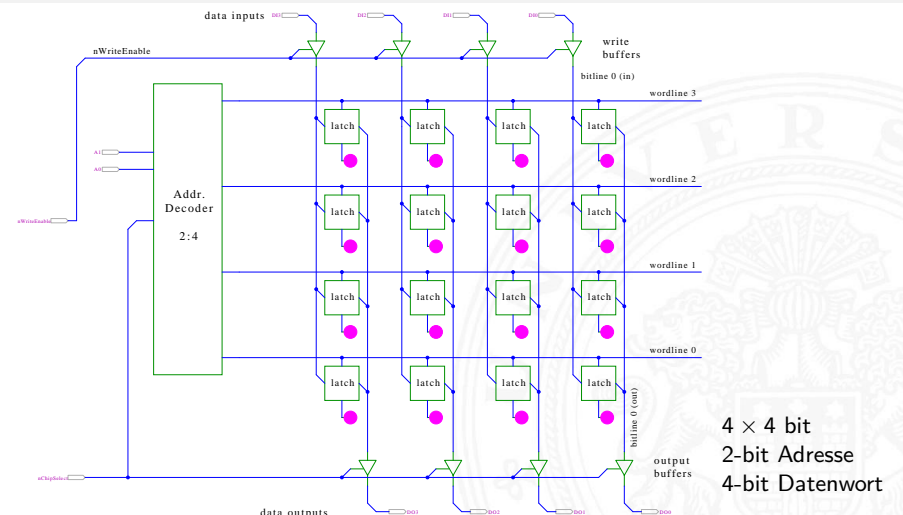 data inputs DI3 DI2 DI1 DI0
write
buffers
nWriteEnable
bitline 0 (in)
wordline 3
latch latch latch latch
A1
A0
wordline 2
Addr.
Decoder
2:4
latch latch latch latch
nWriteEnable
wordline 1
latch latch latch latch
wordline 0
latch latch latch latch
bitline 0 (out)
4 × 4 bit
2-bit Adresse
4-bit Datenwort
output
buffers
nChipSelect
data outputs DO3 DO2 DO1 DO0
V E R S